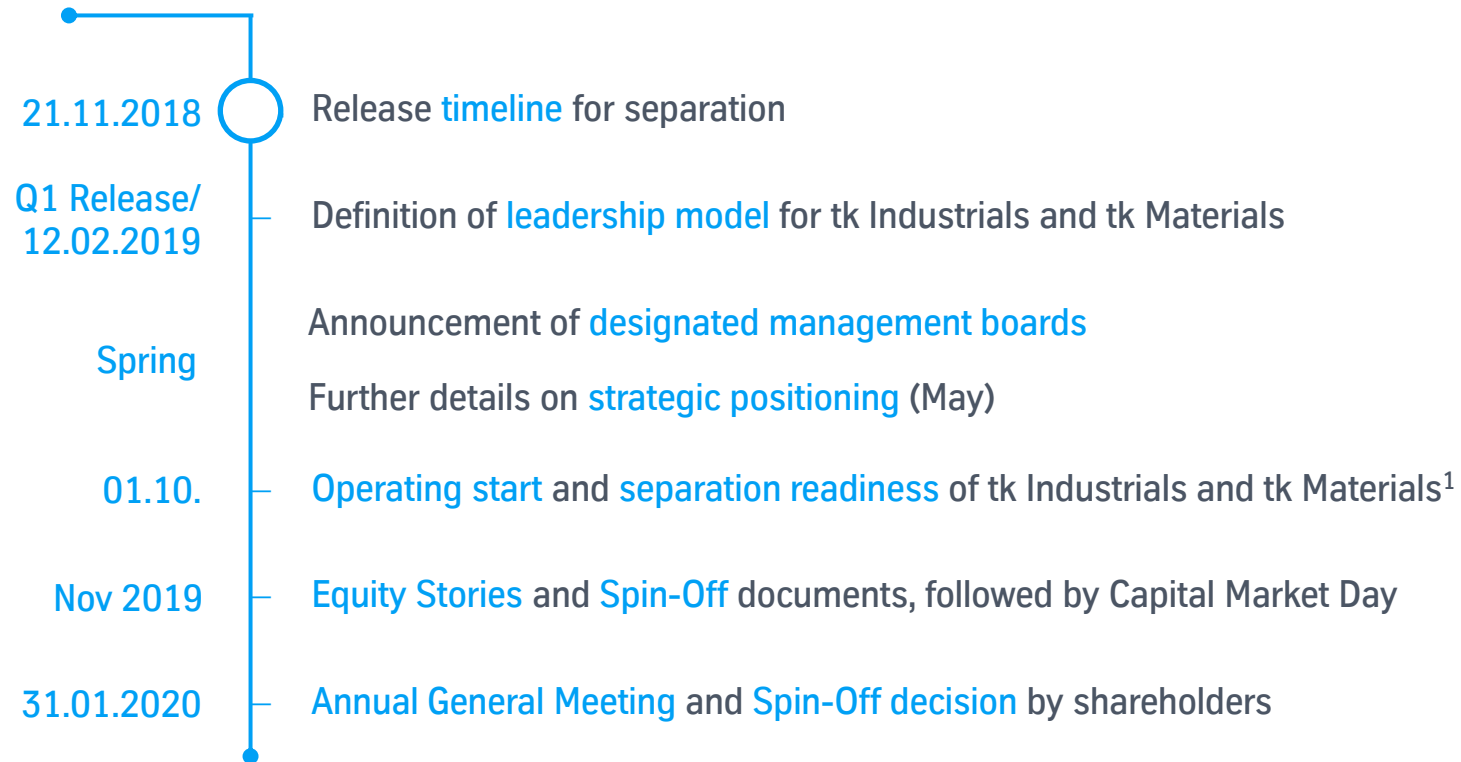 21.11.2018 Release timeline for separation
Q1 Release/
12.02.2019
Definition of leadership model for tk Industrials and tk Materials
Spring
Announcement of designated management boards
Further details on strategic positioning (May)
01.10. Operating start and separation readiness of tk Industrials and tk Materials¹
Nov 2019 Equity Stories and Spin-Off documents, followed by Capital Market Day
31.01.2020 Annual General Meeting and Spin-Off decision by shareholders